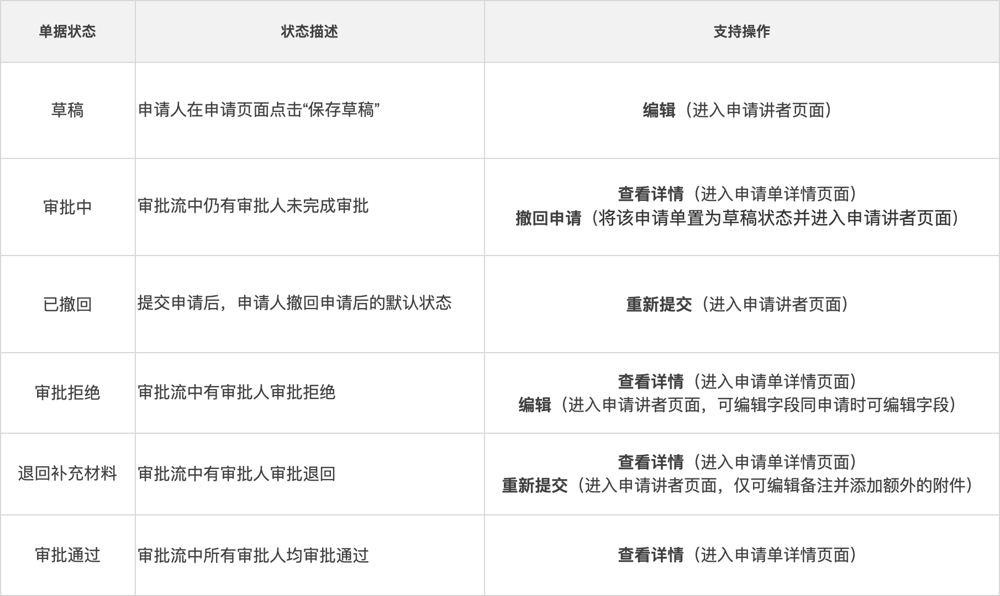 单据状态
状态描述
支持操作
草稿
申请人在申请页面点击“保存草稿”
编辑（进入申请讲者页面）
审批中
审批流中仍有审批人未完成审批
查看详情（进入申请单详情页面）
撤回申请（将该申请单置为草稿状态并进入申请讲者页面）
已撤回
提交申请后，申请人撤回申请后的默认状态
重新提交（进入申请讲者页面）
审批拒绝
审批流中有审批人审批拒绝
查看详情（进入申请单详情页面）
编辑（进入申请讲者页面，可编辑字段同申请时可编辑字段）
退回补充材料
审批流中有审批人审批退回
查看详情（进入申请单详情页面）
重新提交（进入申请讲者页面，仅可编辑备注并添加额外的附件）
审批通过
审批流中所有审批人均审批通过
查看详情（进入申请单详情页面）